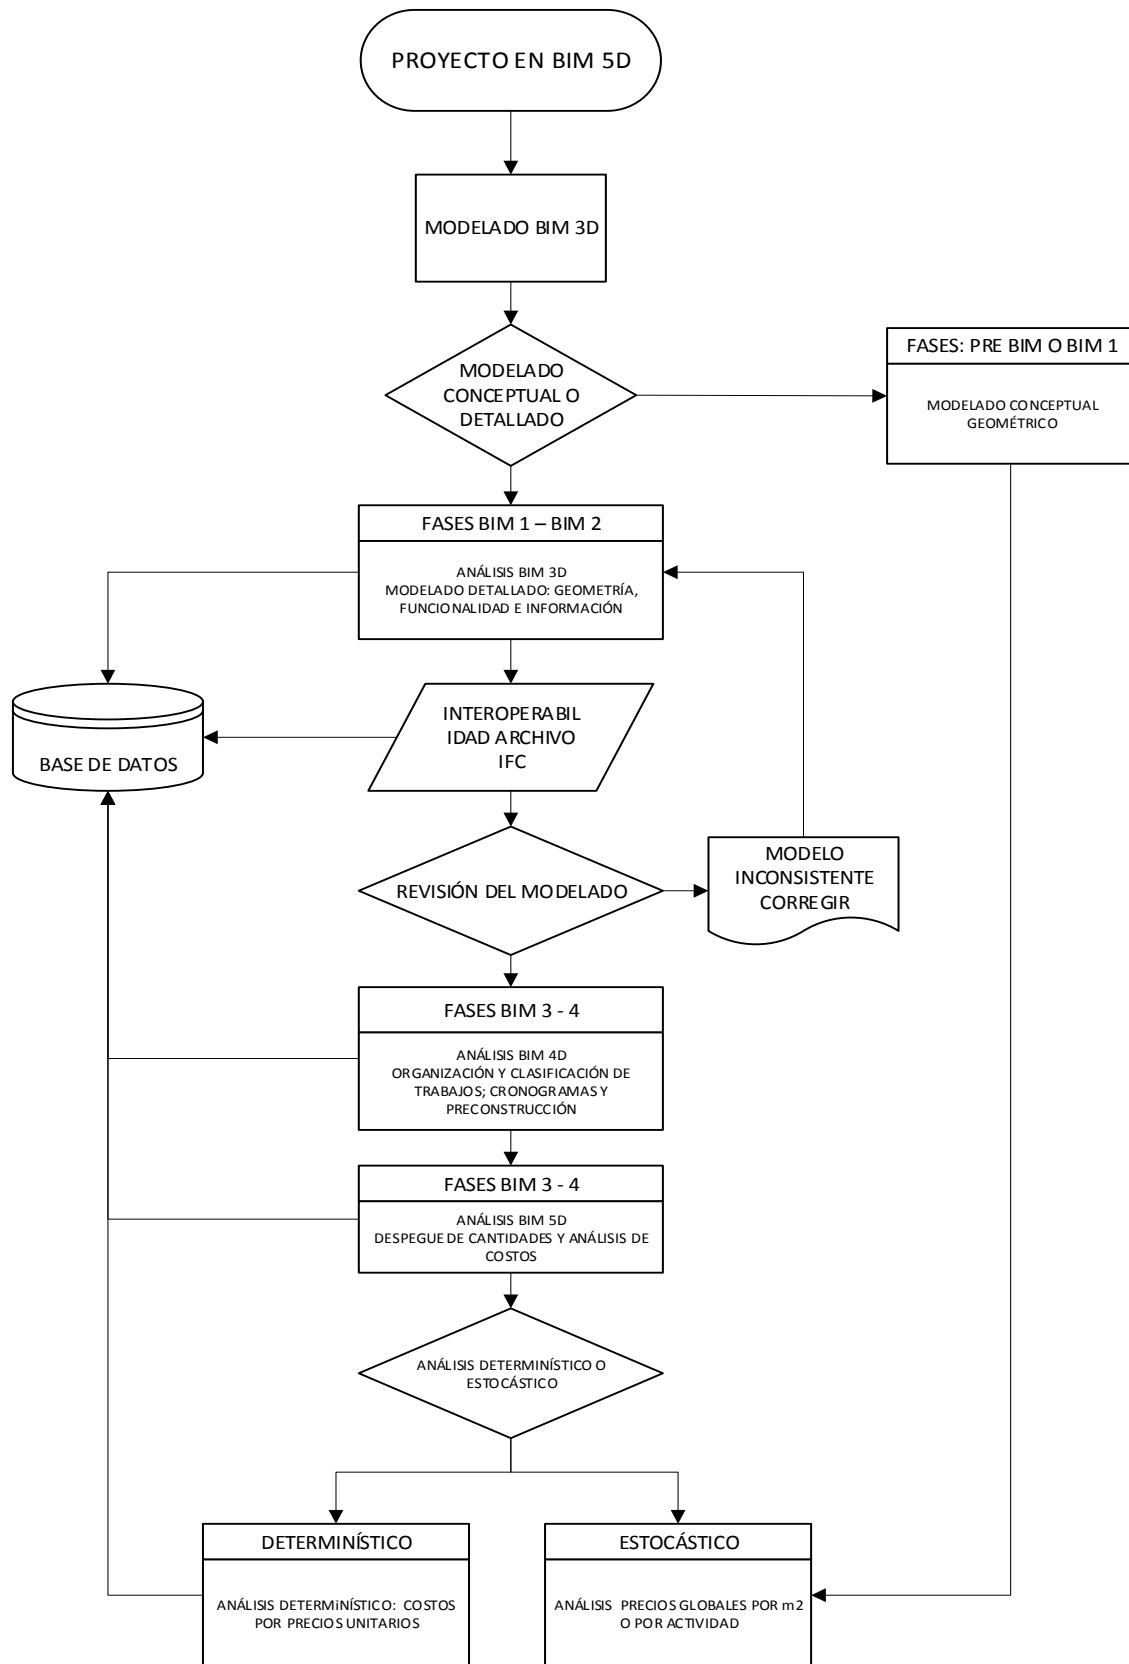 PROYECTO EN BIM 5D
MODELADO BIM 3D
MODELADO
CONCEPTUAL O
DETALLADO
FASES: PRE BIM O BIM 1
MODELADO CONCEPTUAL
GEOMÉTRICO
FASES BIM 1 – BIM 2
ANÁLISIS BIM 3D
MODELADO DETALLADO: GEOMETRÍA,
FUNCIONALIDAD E INFORMACIÓN
BASE DE DATOS
INTEROPERABIL
IDAD ARCHIVO
IFC
REVISIÓN DEL MODELADO
MODELO
INCONSISTENTE
CORREGIR
FASES BIM 3 - 4
ANÁLISIS BIM 4D
ORGANIZACIÓN Y CLASIFICACIÓN DE
TRABAJOS; CRONOGRAMAS Y
PRECONSTRUCCIÓN
FASES BIM 3 - 4
ANÁLISIS BIM 5D
DESPEGUE DE CANTIDADES Y ANÁLISIS DE
COSTOS
ANÁLISIS DETERMINÍSTICO O
ESTOCÁSTICO
DETERMINÍSTICO
ANÁLISIS DETERMiNÍSTICO: COSTOS
POR PRECIOS UNITARIOS
ESTOCÁSTICO
ANÁLISIS PRECIOS GLOBALES POR m2
O POR ACTIVIDAD